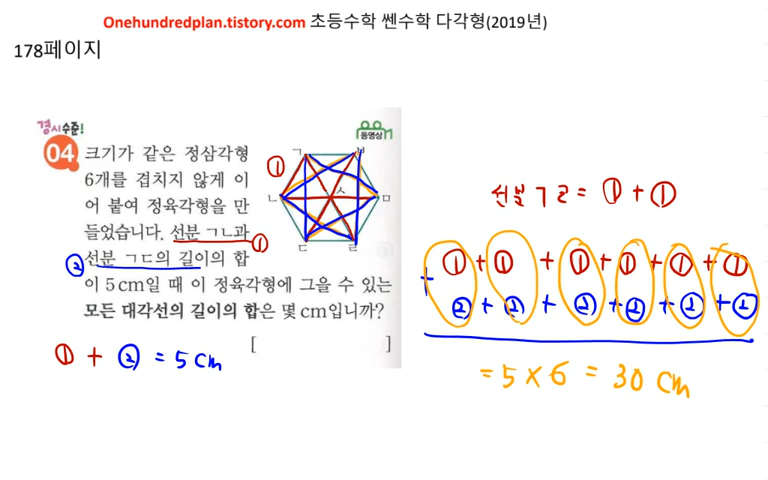 Onehundredplan.tistory.com 초등수학 쎈수학 다각형(2019년)
178페이지
경시수준!
동영상
04 크기가 같은 정삼각형
6개를 겹치지 않게 이
어 붙여 정육각형을 만
들었습니다. 선분 ㄱㄴ과 ①
② 선분 ㄱㄷ의 길이의 합
이 5 cm일 때 이 정육각형에 그을 수 있는
모든 대각선의 길이의 합은 몇 cm입니까?
[ ]
① ㄱ ㅂ
ㄴ ㅅ ㅁ
ㄷ ㄹ
① + ② = 5 cm
선분 ㄱㄹ = ① + ①
① + ① + ① + ① + ① + ①
+ ② + ② + ② + ② + ② + ②
= 5 × 6 = 30 cm